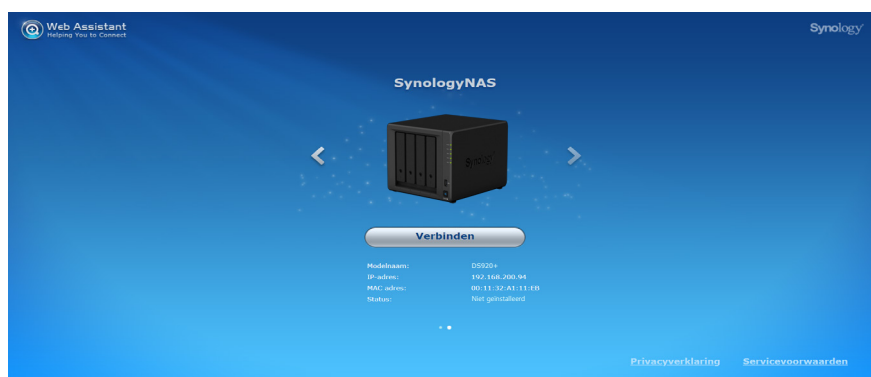 Web Assistant
Helping You to Connect
Synology
SynologyNAS
Synology
Verbinden
Modelnaam: DS920+
IP-adres: 192.168.200.94
MAC adres: 00:11:32:A1:11:EB
Status: Niet geïnstalleerd
Privacyverklaring Servicevoorwaarden